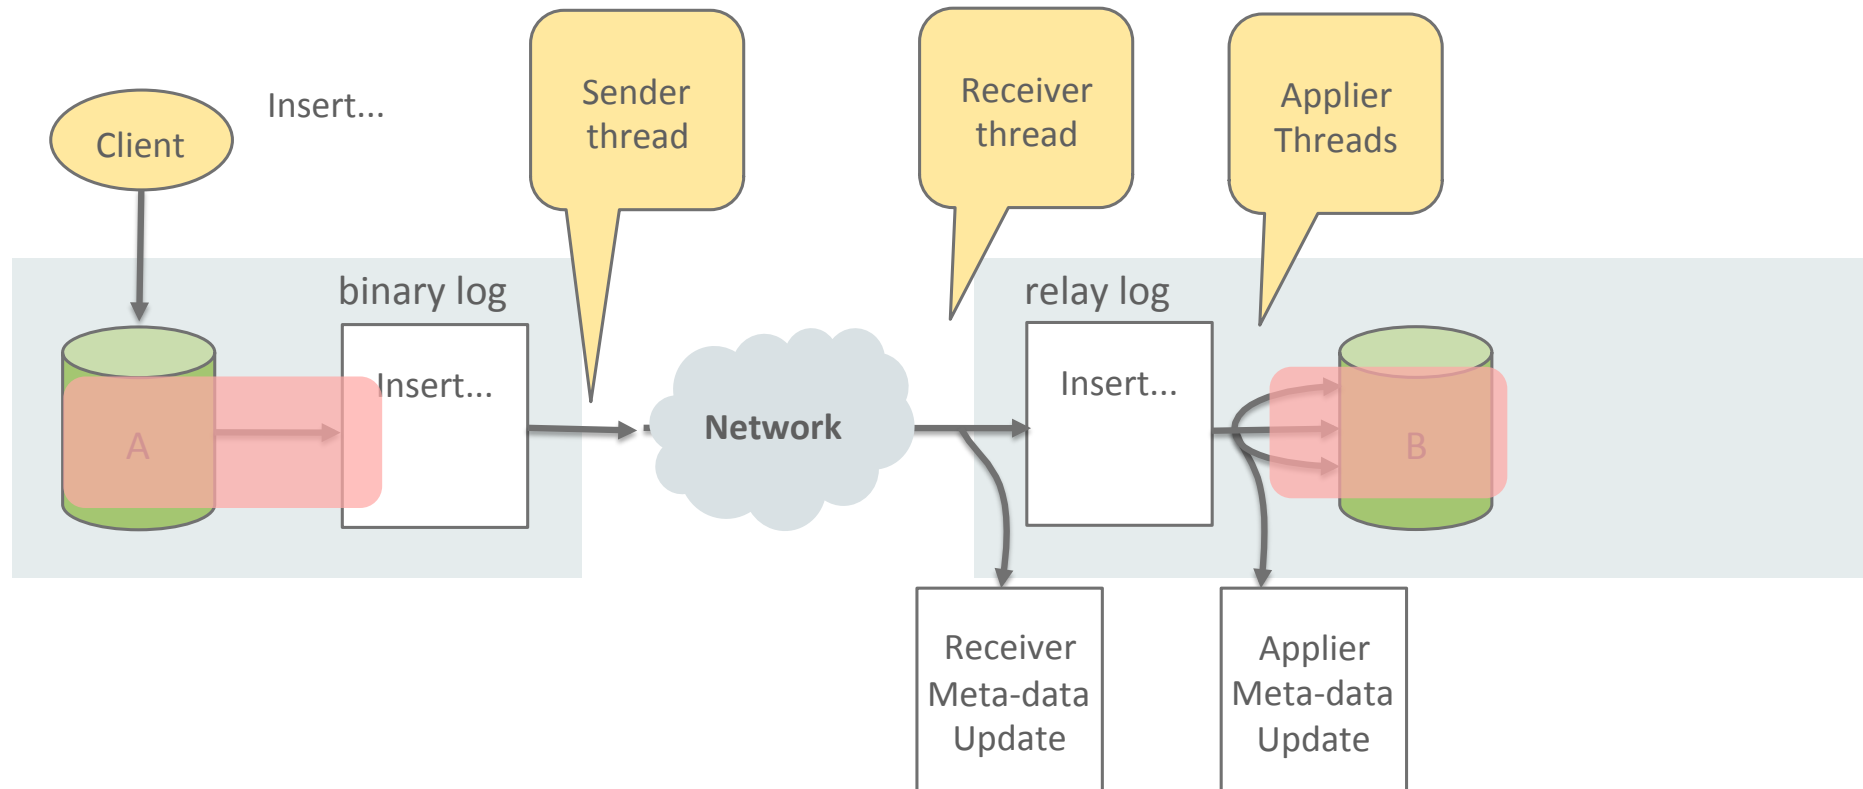 Insert...
Client
Sender
thread
Receiver
thread
Applier
Threads
binary log
relay log
A
Insert...
Network
Insert...
B
Receiver
Meta-data
Update
Applier
Meta-data
Update